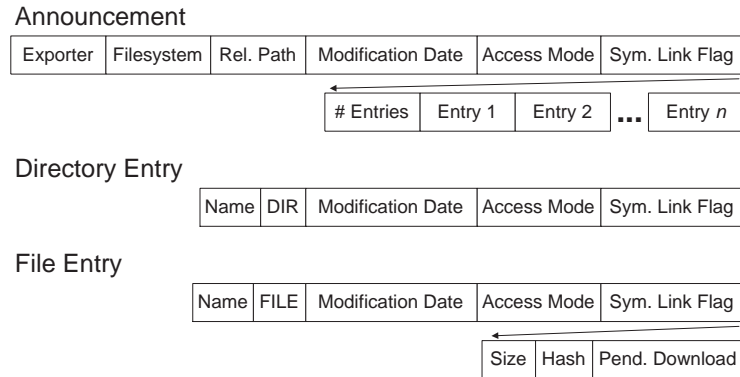 Announcement
Exporter Filesystem Rel. Path Modification Date Access Mode Sym. Link Flag
# Entries Entry 1 Entry 2 ... Entry n
Directory Entry
Name DIR Modification Date Access Mode Sym. Link Flag
File Entry
Name FILE Modification Date Access Mode Sym. Link Flag
Size Hash Pend. Download